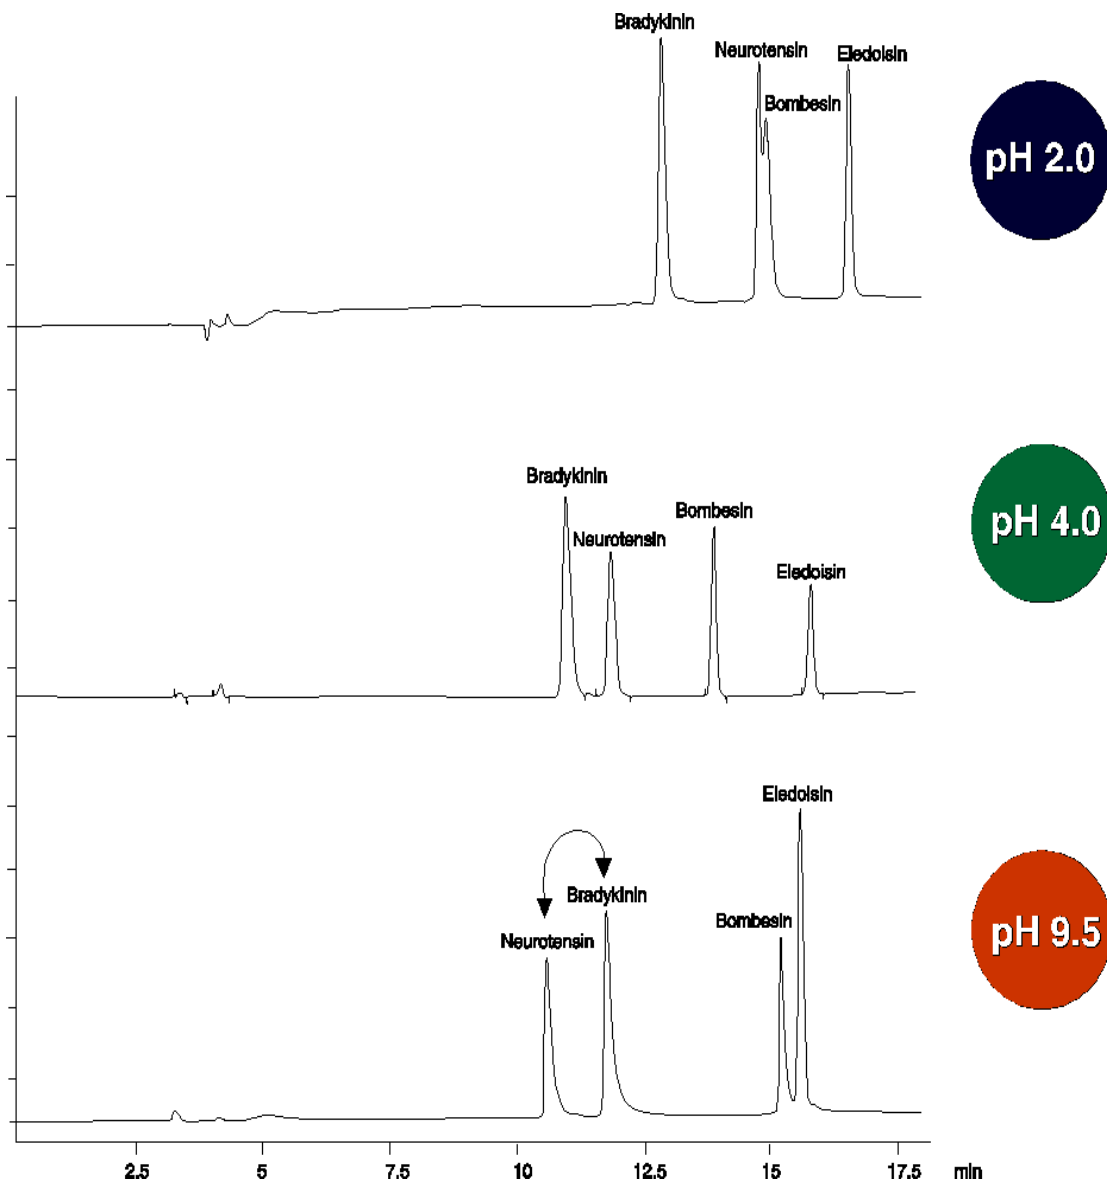 Bradykinin
Neurotensin
Eledoisin
Bombesin
pH 2.0
Bradykinin
Neurotensin
Bombesin
Eledoisin
pH 4.0
Eledoisin
Bradykinin
Neurotensin
Bombesin
pH 9.5
2.5 5 7.5 10 12.5 15 17.5 min